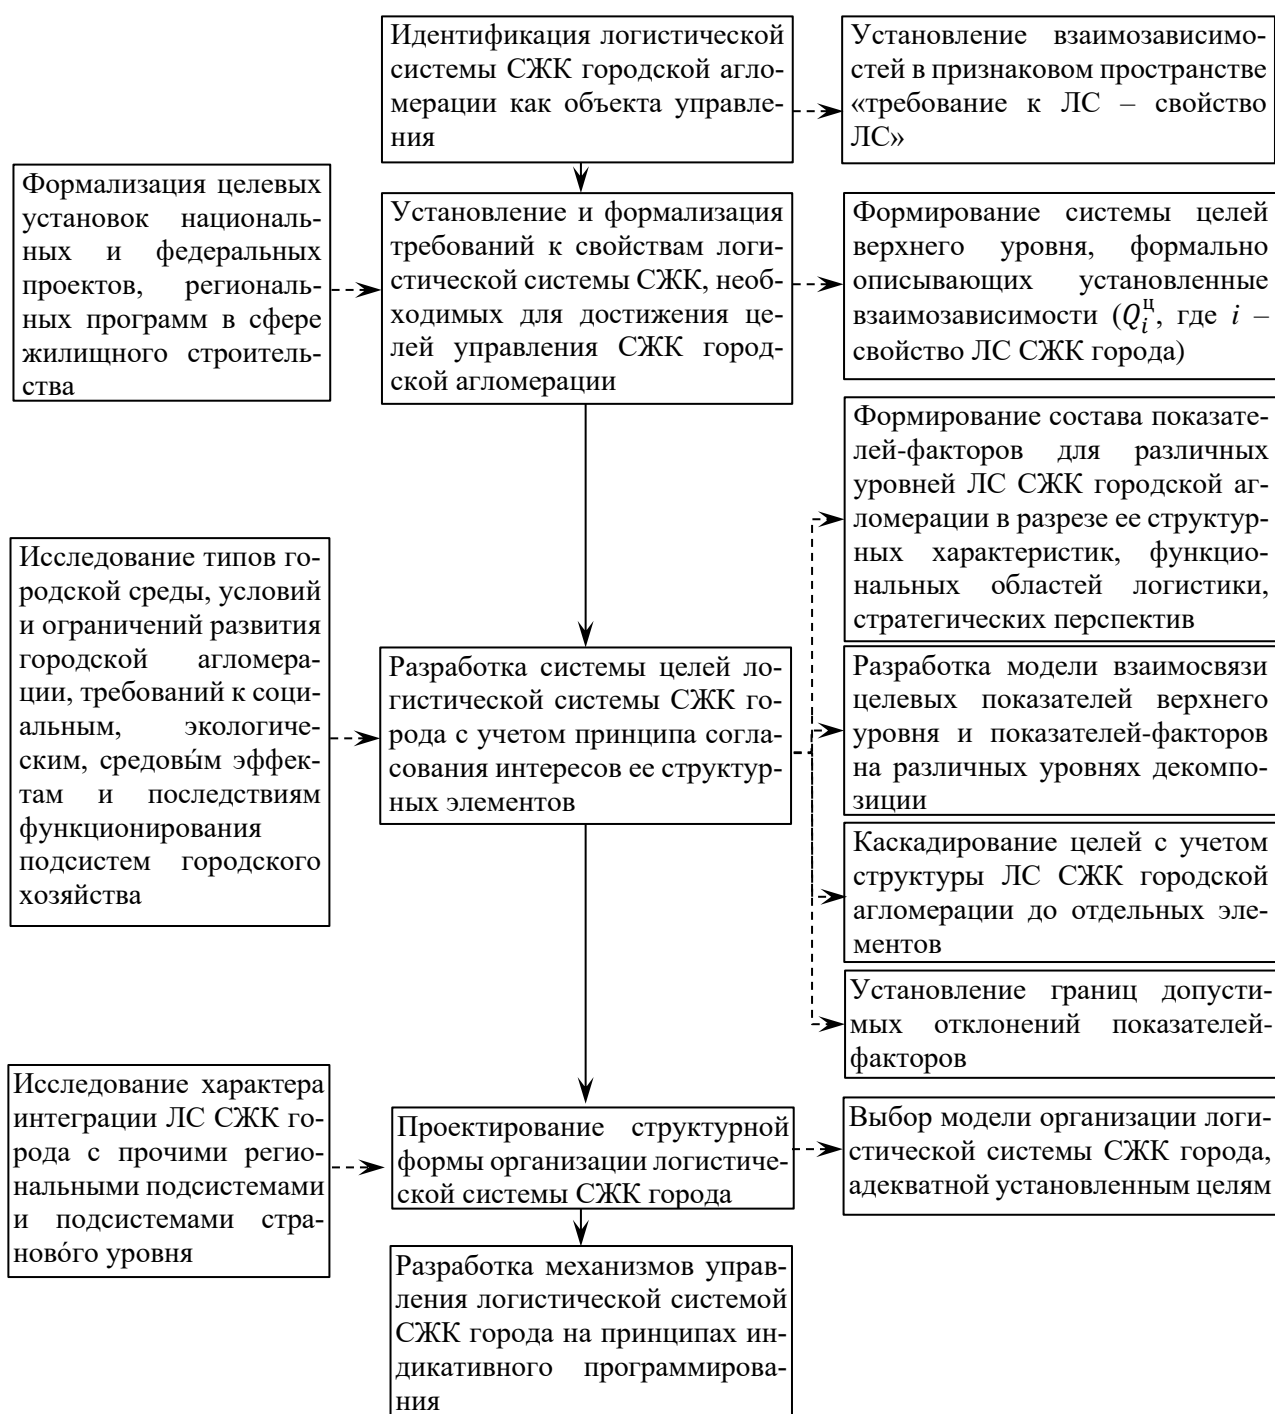 Идентификация логистической
системы СЖК городской агло-
мерации как объекта управле-
ния
Установление взаимозависимо-
стей в признаковом пространстве
«требование к ЛС – свойство
ЛС»
Формализация целевых
установок националь-
ных и федеральных
проектов, региональ-
ных программ в сфере
жилищного строитель-
ства
Установление и формализация
требований к свойствам логи-
стической системы СЖК, необ-
ходимых для достижения це-
лей управления СЖК город-
ской агломерации
Формирование системы целей
верхнего уровня, формально
описывающих установленные
взаимозависимости (Q_i^ц, где i –
свойство ЛС СЖК города)
Формирование состава показате-
лей-факторов для различных
уровней ЛС СЖК городской аг-
ломерации в разрезе ее структур-
ных характеристик, функцио-
нальных областей логистики,
стратегических перспектив
Исследование типов го-
родской среды, условий
и ограничений развития
городской агломера-
ции, требований к соци-
альным, экологиче-
ским, средовы́м эффек-
там и последствиям
функционирования
подсистем городского
хозяйства
Разработка системы целей ло-
гистической системы СЖК го-
рода с учетом принципа согла-
сования интересов ее структур-
ных элементов
Разработка модели взаимосвязи
целевых показателей верхнего
уровня и показателей-факторов
на различных уровнях декомпо-
зиции
Каскадирование целей с учетом
структуры ЛС СЖК городской
агломерации до отдельных эле-
ментов
Установление границ допусти-
мых отклонений показателей-
факторов
Исследование характера
интеграции ЛС СЖК го-
рода с прочими регио-
нальными подсистемами
и подсистемами стра-
ново́го уровня
Проектирование структурной
формы организации логистиче-
ской системы СЖК города
Выбор модели организации логи-
стической системы СЖК города,
адекватной установленным целям
Разработка механизмов управ-
ления логистической системой
СЖК города на принципах ин-
дикативного программирова-
ния